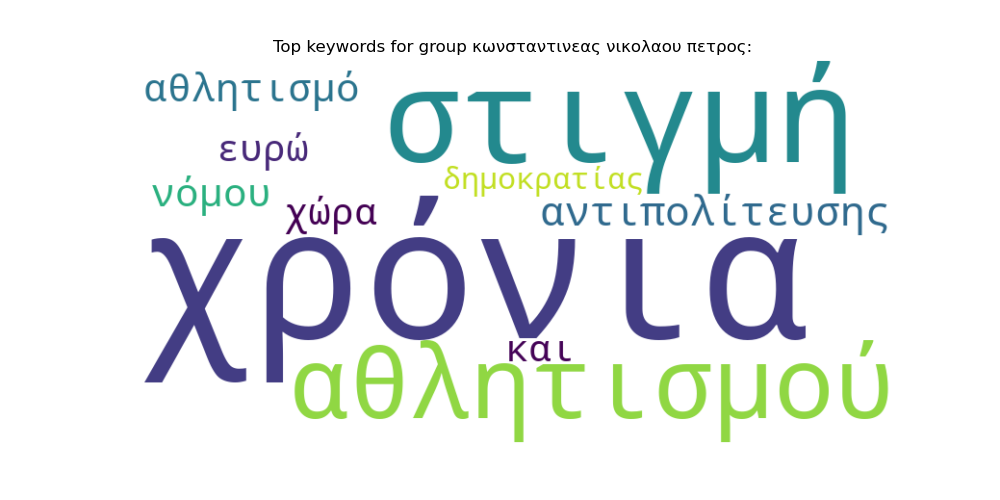 Top keywords for group κωνσταντινεας νικολαου πετρος:
αθλητισμό
στιγμή
ευρώ
δημοκρατίας
νόμου
χώρα
αντιπολίτευσης
χρόνια
και
αθλητισμού